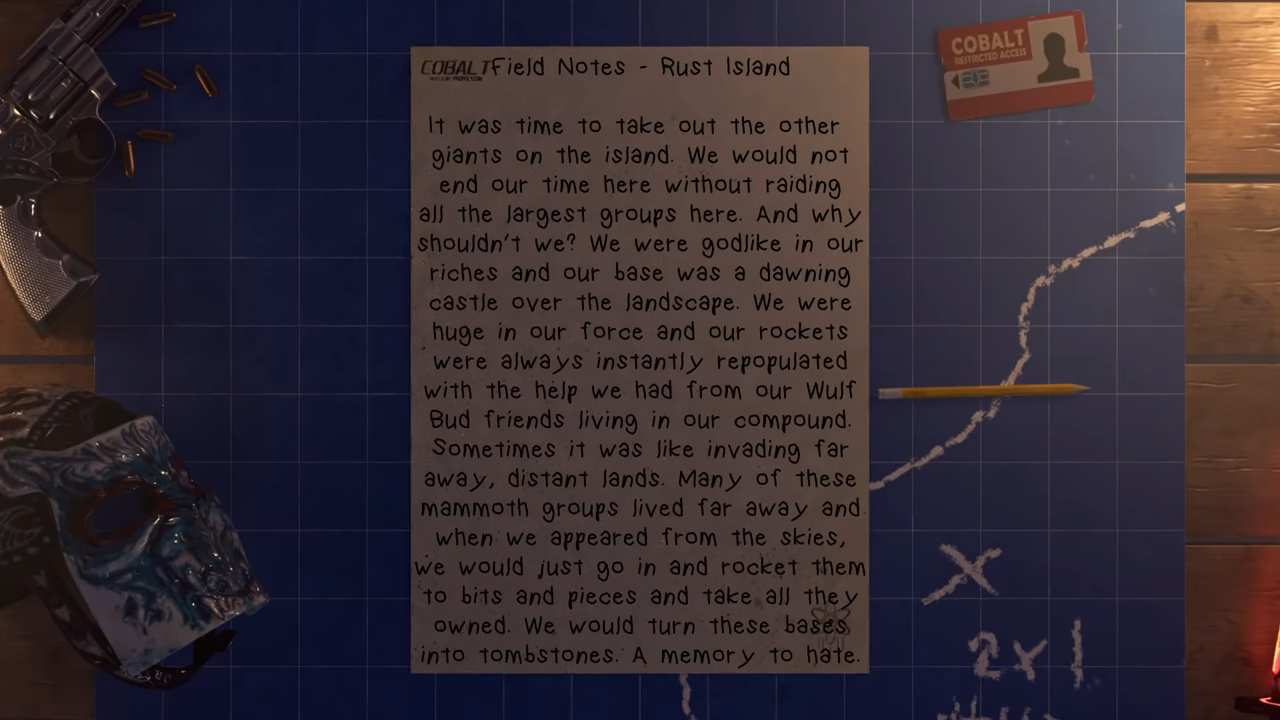 COBALT
Field Notes - Rust Island
It was time to take out the other
giants on the island. We would not
end our time here without raiding
all the largest groups here. And why
shouldn't we? We were godlike in our
riches and our base was a dawning
castle over the landscape. We were
huge in our force and our rockets
were always instantly repopulated
with the help we had from our Wulf
Bud friends living in our compound.
Sometimes it was like invading far
away, distant lands. Many of these
mammoth groups lived far away and
when we appeared from the skies,
we would just go in and rocket them
to bits and pieces and take all they
owned. We would turn these bases
into tombstones. A memory to hate.
COBALT
RESTRICTED ACCESS
X
2x1